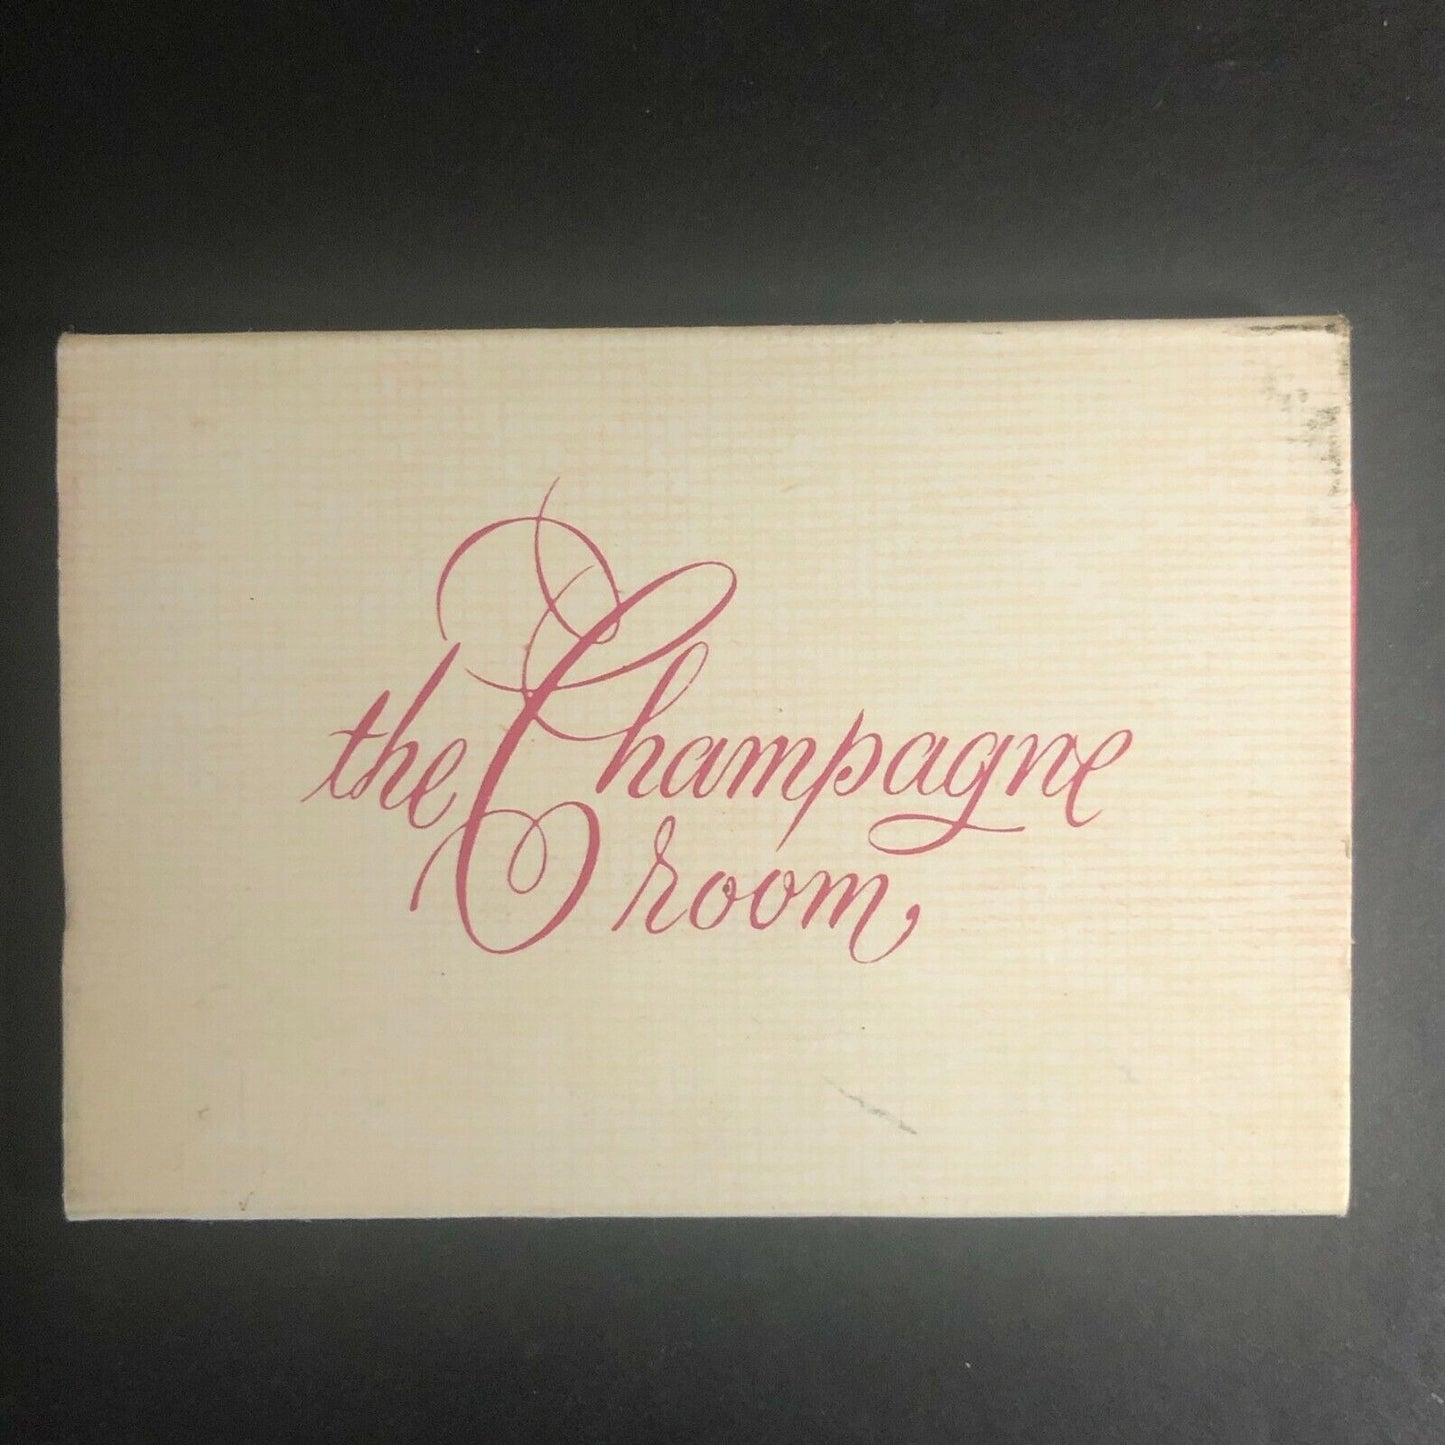 the Champagne
room,